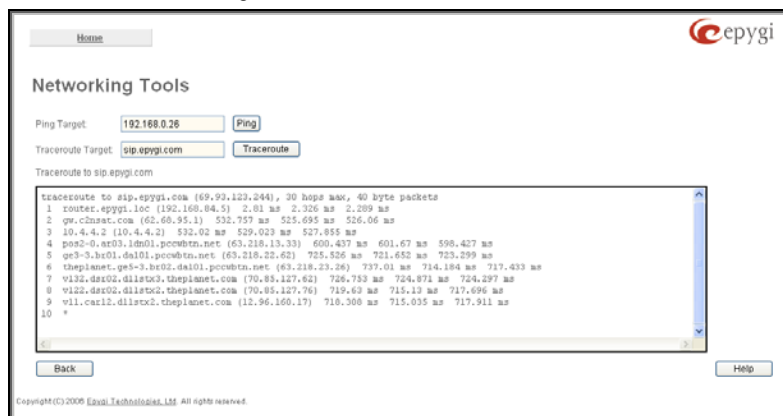 Home
epygi
Networking Tools
Ping Target: 192.168.0.26 Ping
Traceroute Target: sip.epygi.com Traceroute
Traceroute to sip.epygi.com
traceroute to sip.epygi.com (69.93.123.244), 30 hops max, 40 byte packets
1 router.epygi.loc (192.168.84.5) 2.81 ms 2.326 ms 2.289 ms
2 gw.c2nsat.com (62.68.95.1) 532.757 ms 525.695 ms 526.06 ms
3 10.4.4.2 (10.4.4.2) 532.02 ms 529.023 ms 527.855 ms
4 pos2-0.ar03.ldn01.pccwbtn.net (63.218.13.33) 600.437 ms 601.67 ms 598.427 ms
5 ge3-3.br01.dal01.pccwbtn.net (63.218.22.62) 725.526 ms 721.652 ms 723.299 ms
6 theplanet.ge5-3.br02.dal01.pccwbtn.net (63.218.23.26) 737.01 ms 714.184 ms 717.433 ms
7 vl32.dsr02.dllstx3.theplanet.com (70.85.127.62) 726.753 ms 724.871 ms 724.297 ms
8 vl22.dsr02.dllstx2.theplanet.com (70.85.127.76) 719.63 ms 715.13 ms 717.696 ms
9 vl1.car12.dllstx2.theplanet.com (12.96.160.17) 718.308 ms 715.035 ms 717.911 ms
10 *
Back Help
Copyright (C) 2006 Epygi Technologies, Ltd. All rights reserved.